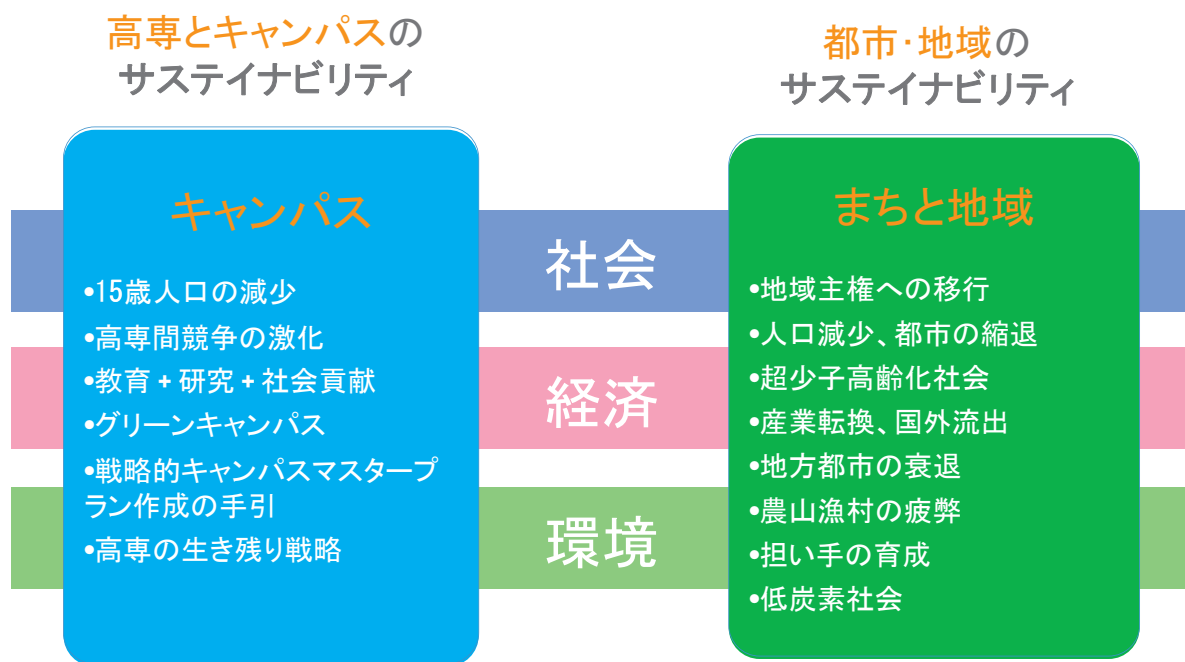 高専とキャンパスの
サステイナビリティ
キャンパス
•15歳人口の減少
•高専間競争の激化
•教育+研究+社会貢献
•グリーンキャンパス
•戦略的キャンパスマスタープ
ラン作成の手引
•高専の生き残り戦略
社会
経済
環境
都市･地域の
サステイナビリティ
まちと地域
•地域主権への移行
•人口減少、都市の縮退
•超少子高齢化社会
•産業転換、国外流出
•地方都市の衰退
•農山漁村の疲弊
•担い手の育成
•低炭素社会